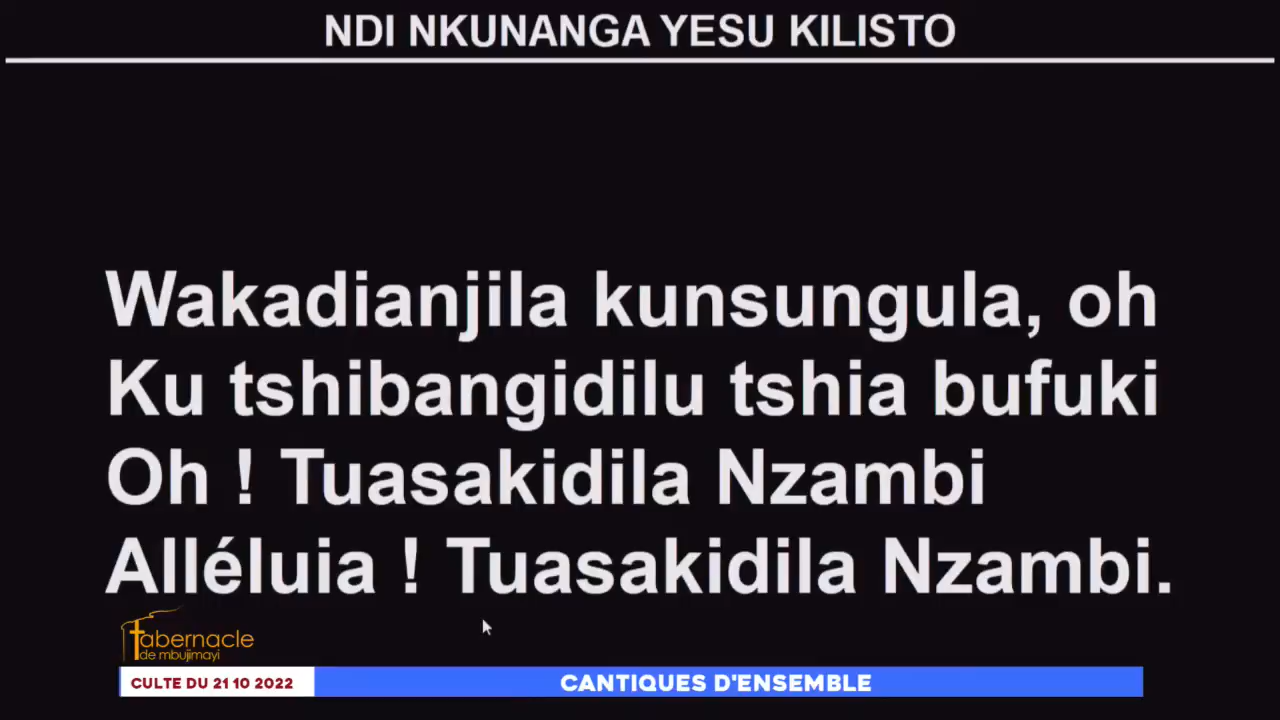 NDI NKUNANGA YESU KILISTO
Wakadianjila kunsungula, oh
Ku tshibangidilu tshia bufuki
Oh ! Tuasakidila Nzambi
Alléluia ! Tuasakidila Nzambi.
Tabernacle
de mbujimayi
CULTE DU 21 10 2022
CANTIQUES D'ENSEMBLE